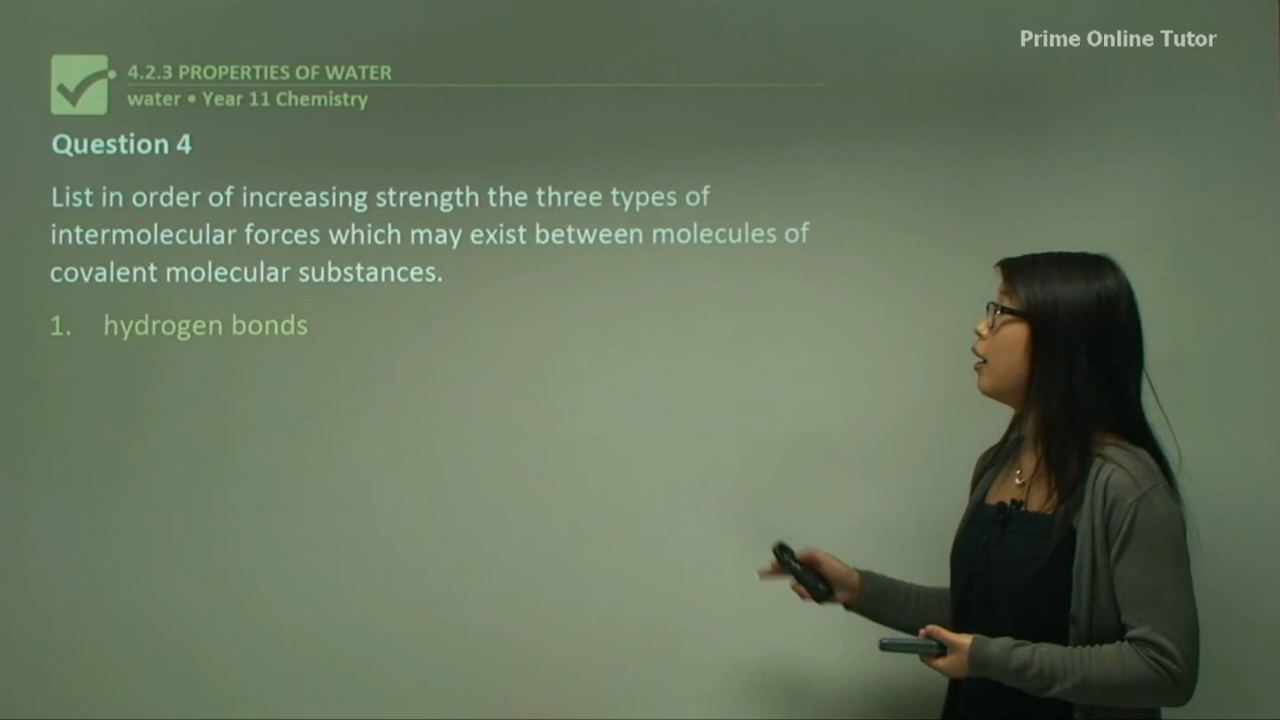 Prime Online Tutor
4.2.3 PROPERTIES OF WATER
water • Year 11 Chemistry
Question 4
List in order of increasing strength the three types of
intermolecular forces which may exist between molecules of
covalent molecular substances.
1. hydrogen bonds